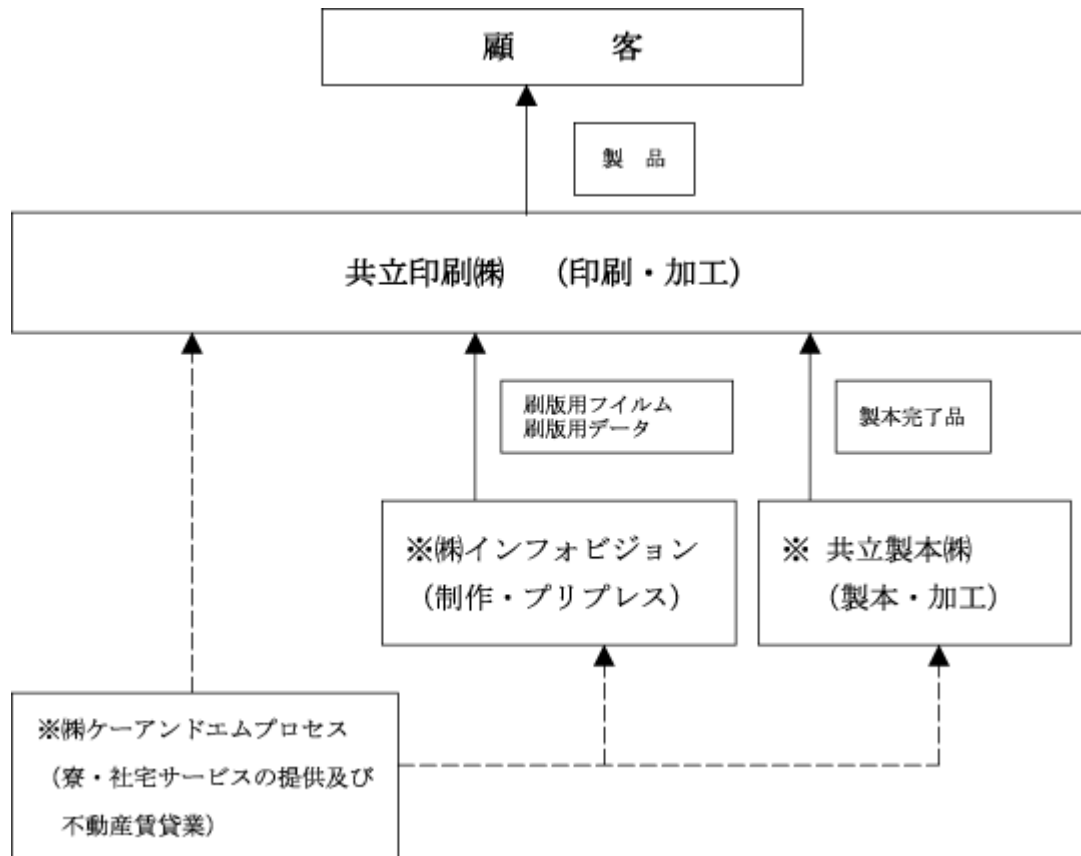 顧　客
製　品
共立印刷㈱　（印刷・加工）
刷版用フイルム
刷版用データ
製本完了品
※㈱インフォビジョン
（制作・プリプレス）
※ 共立製本㈱
（製本・加工）
※㈱ケーアンドエムプロセス
（寮・社宅サービスの提供及び
不動産賃貸業）